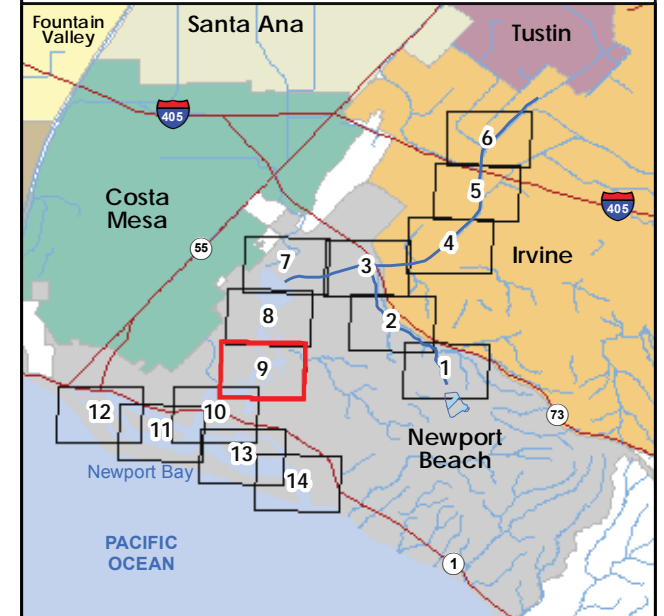 Fountain
Valley
Santa Ana
Tustin
405
6
Costa
Mesa
5
405
55
4
Irvine
7
3
8
2
9
1
12
10
11
73
13
Newport
Beach
Newport Bay
14
PACIFIC
OCEAN
1